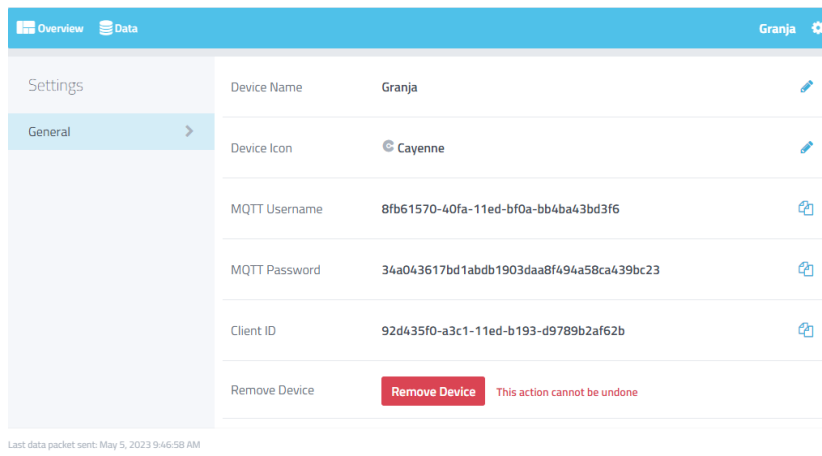 Overview Data Granja
Settings
Device Name Granja
General
Device Icon Cayenne
MQTT Username 8fb61570-40fa-11ed-bf0a-bb4ba43bd3f6
MQTT Password 34a043617bd1abdb1903daa8f494a58ca439bc23
Client ID 92d435f0-a3c1-11ed-b193-d9789b2af62b
Remove Device Remove Device This action cannot be undone
Last data packet sent: May 5, 2023 9:46:58 AM